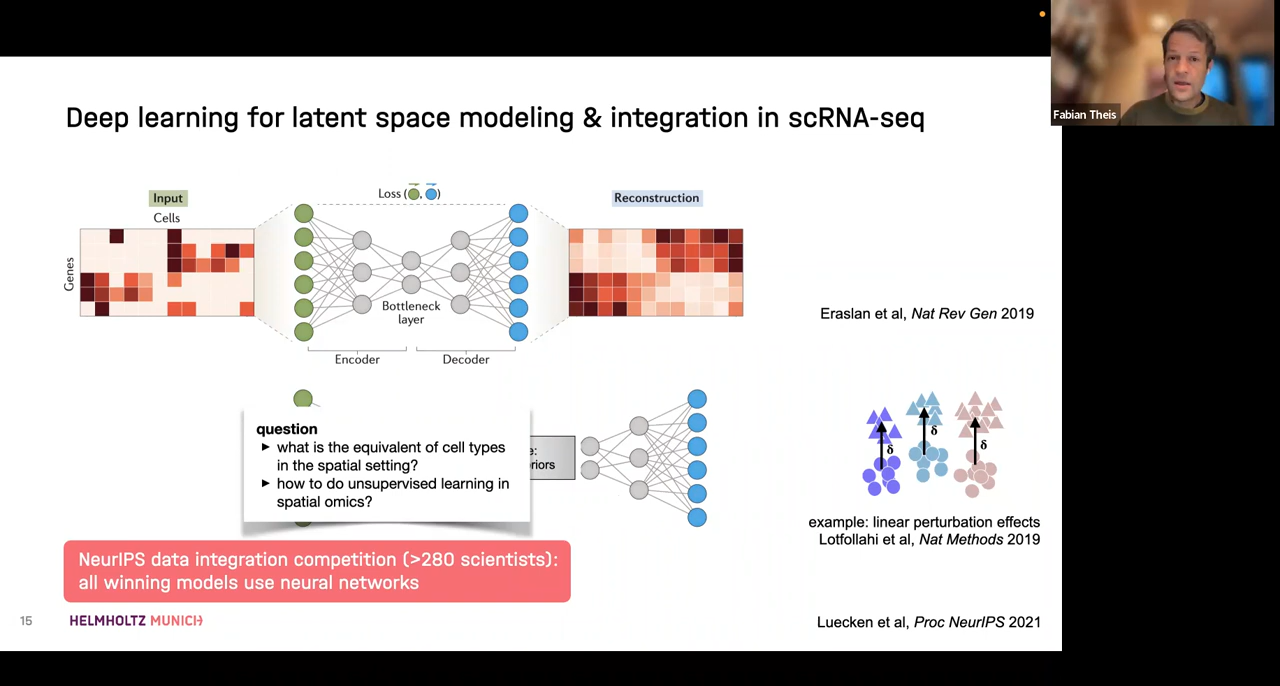 Fabian Theis
Deep learning for latent space modeling & integration in scRNA-seq
Input
Cells
Genes
Loss ( , )
Reconstruction
Bottleneck
layer
Encoder
Decoder
Eraslan et al, Nat Rev Gen 2019
question
► what is the equivalent of cell types
in the spatial setting?
► how to do unsupervised learning in
spatial omics?
δ
δ
δ
example: linear perturbation effects
Lotfollahi et al, Nat Methods 2019
NeurIPS data integration competition (>280 scientists):
all winning models use neural networks
15
HELMHOLTZ MUNICH
Luecken et al, Proc NeurIPS 2021